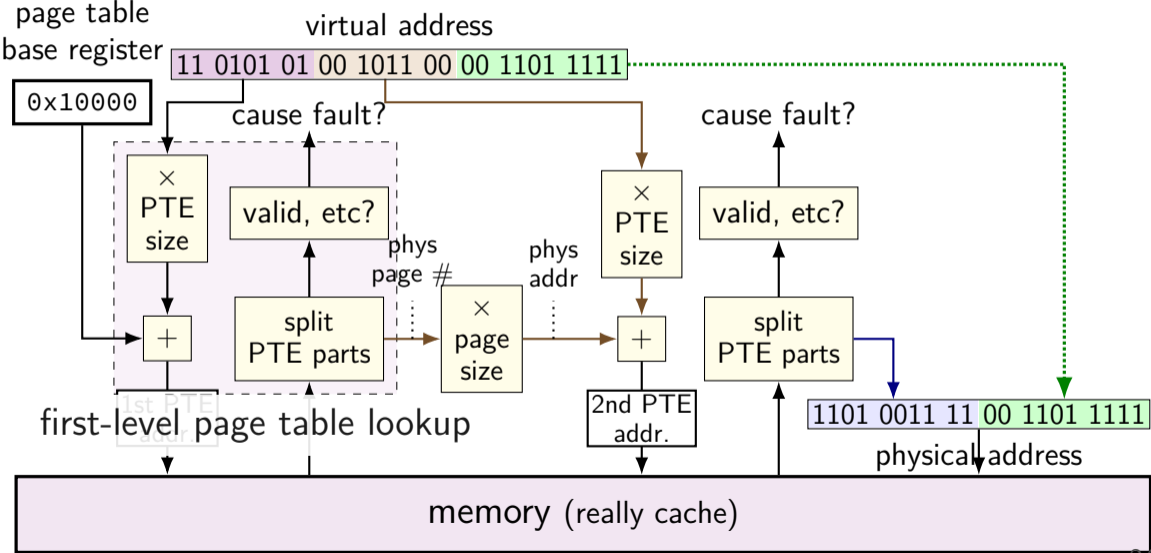 page table
base register
virtual address
11 0101 01 00 1011 00 00 1101 1111
0x10000
cause fault?
cause fault?
×
PTE
size
valid, etc?
×
PTE
size
valid, etc?
phys
page #
phys
addr
+
split
PTE parts
×
page
size
+
split
PTE parts
1st PTE
addr.
first-level page table lookup
2nd PTE
addr.
1101 0011 11 00 1101 1111
physical address
memory (really cache)